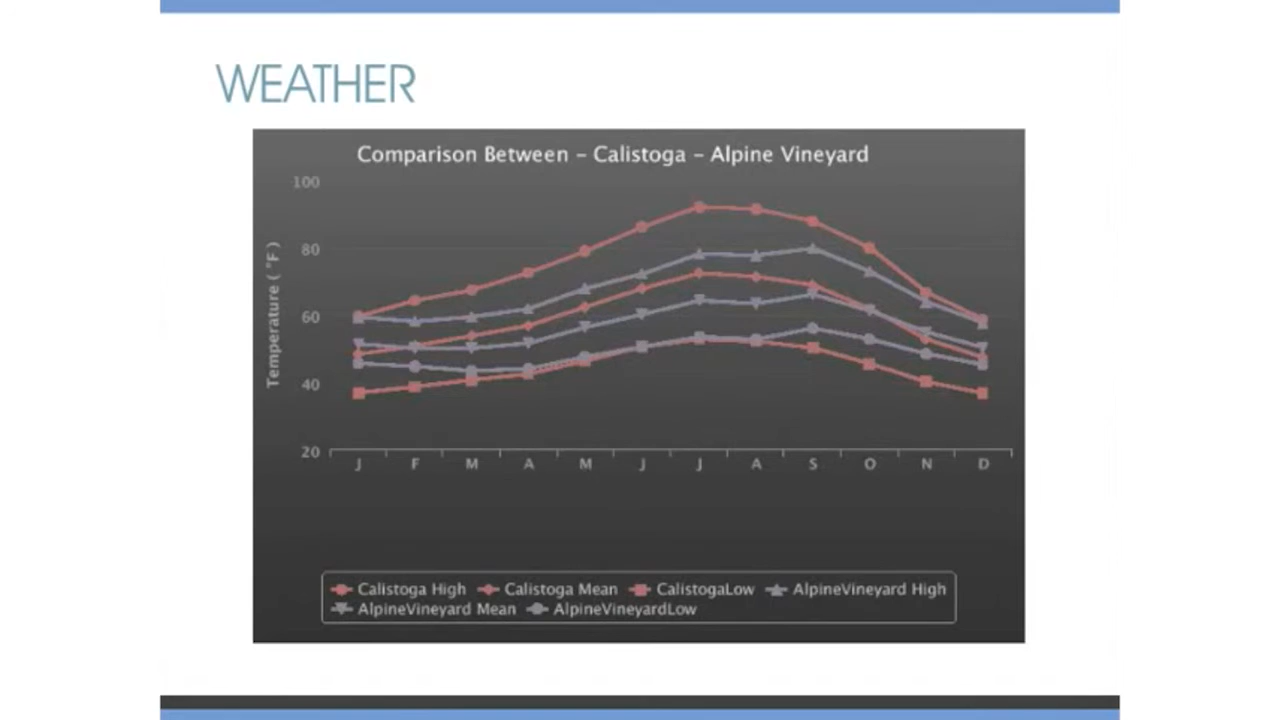 WEATHER
Comparison Between - Calistoga - Alpine Vineyard
100
80
60
40
20
Temperature ( °F )
J F M A M J J A S O N D
Calistoga High Calistoga Mean CalistogaLow AlpineVineyard High
AlpineVineyard Mean AlpineVineyardLow